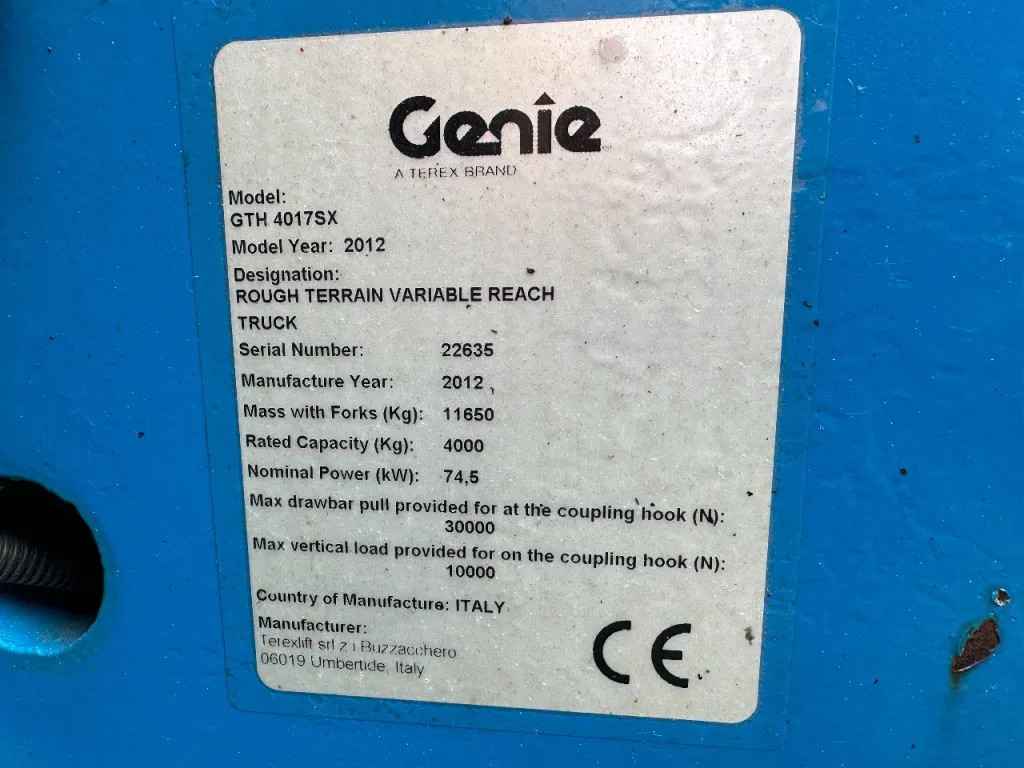 Genie
A TEREX BRAND
Model:
GTH 4017SX
Model Year: 2012
Designation:
ROUGH TERRAIN VARIABLE REACH
TRUCK
Serial Number: 22635
Manufacture Year: 2012
Mass with Forks (Kg): 11650
Rated Capacity (Kg): 4000
Nominal Power (kW): 74,5
Max drawbar pull provided for at the coupling hook (N):
30000
Max vertical load provided for on the coupling hook (N):
10000
Country of Manufacture: ITALY
Manufacturer:
Terexlift srl z.i Buzzacchero
06019 Umbertide, Italy
CE